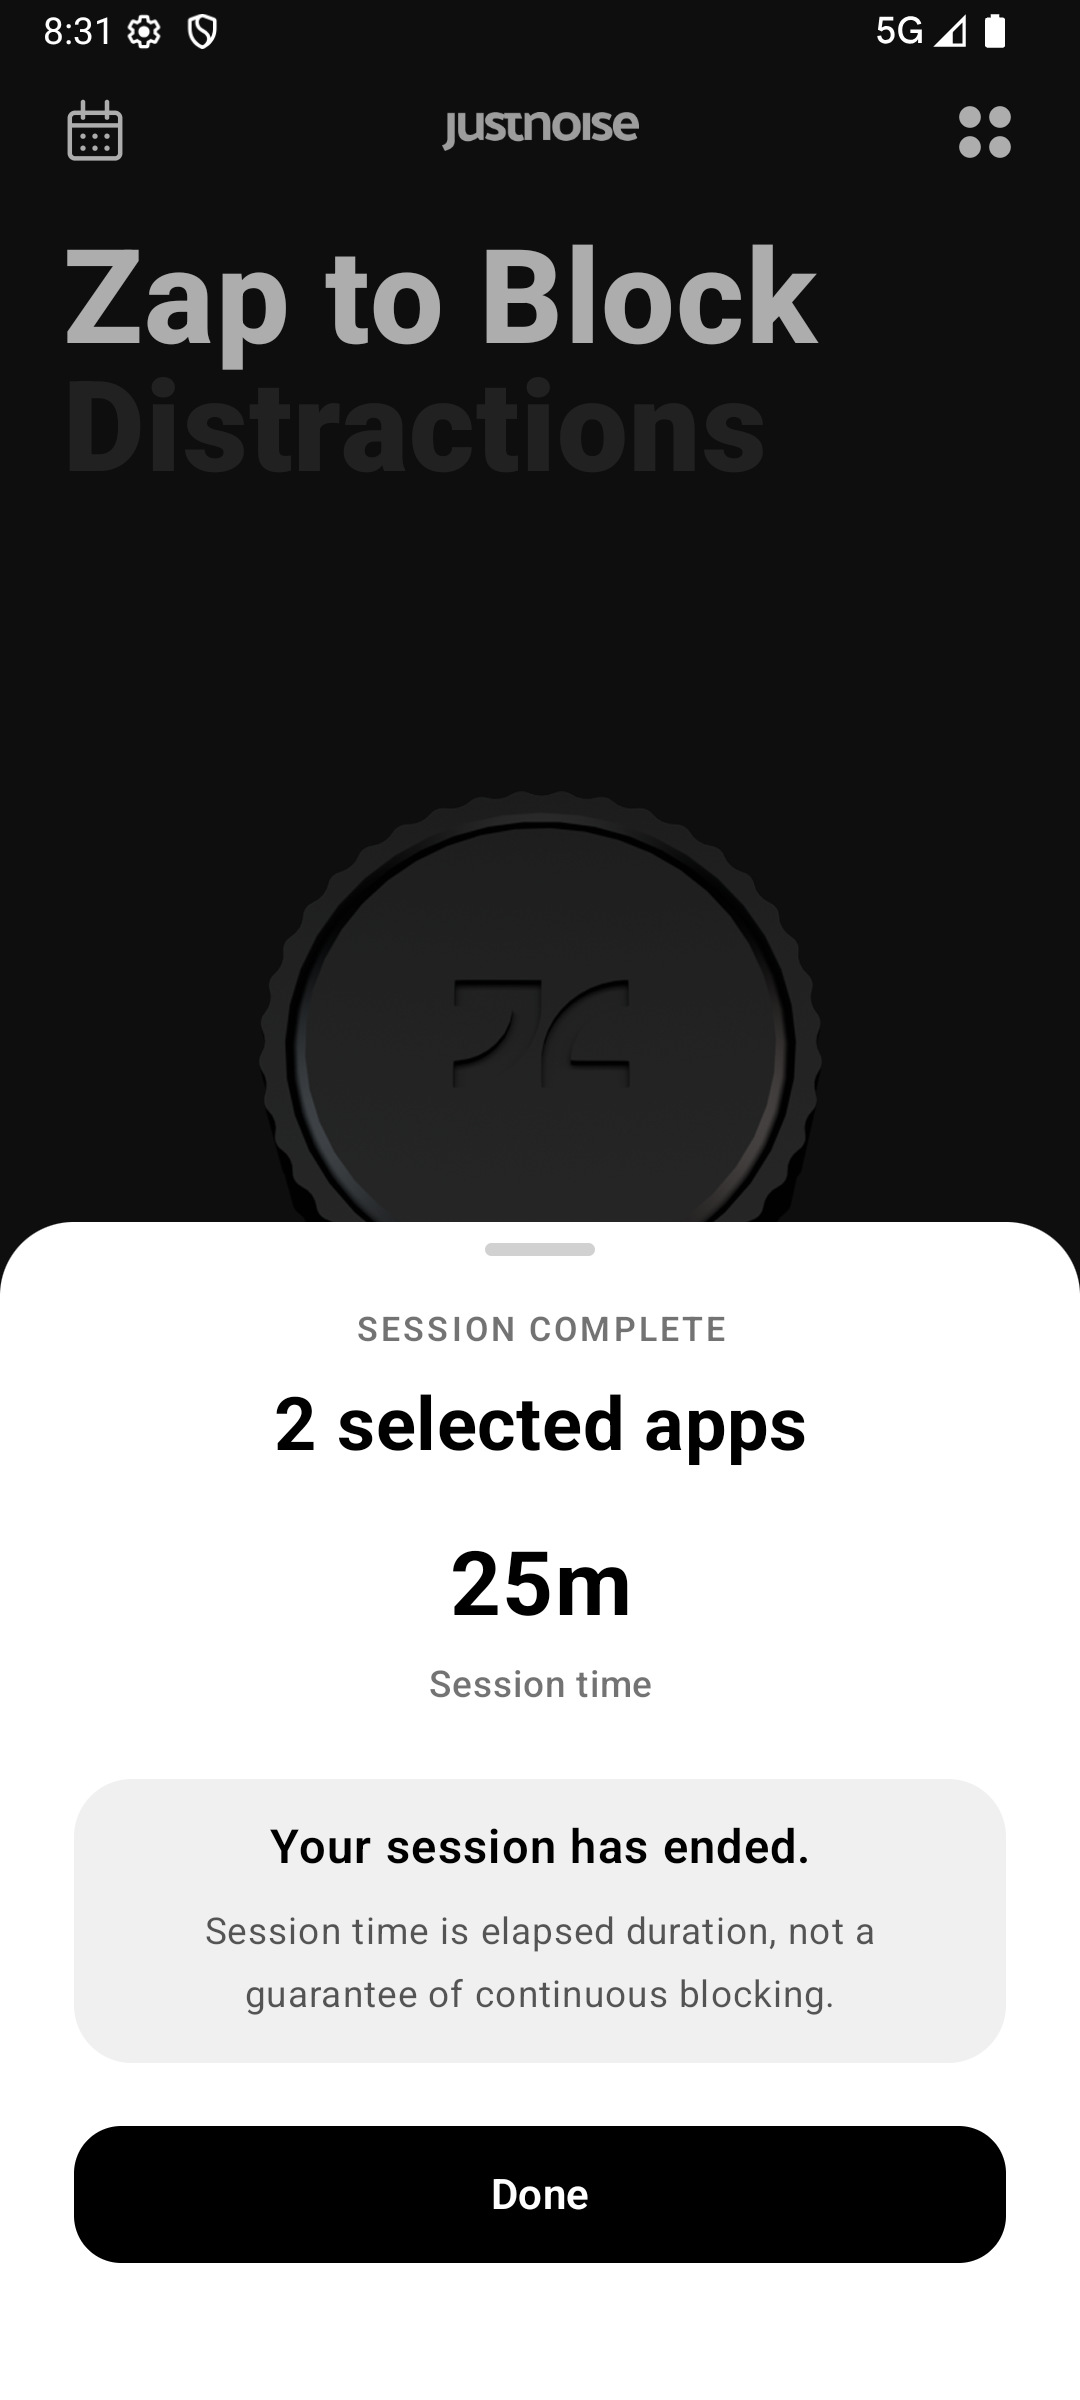 8:31
5G
justnoise
Zap to Block
Distractions
SESSION COMPLETE
2 selected apps
25m
Session time
Your session has ended.
Session time is elapsed duration, not a
guarantee of continuous blocking.
Done